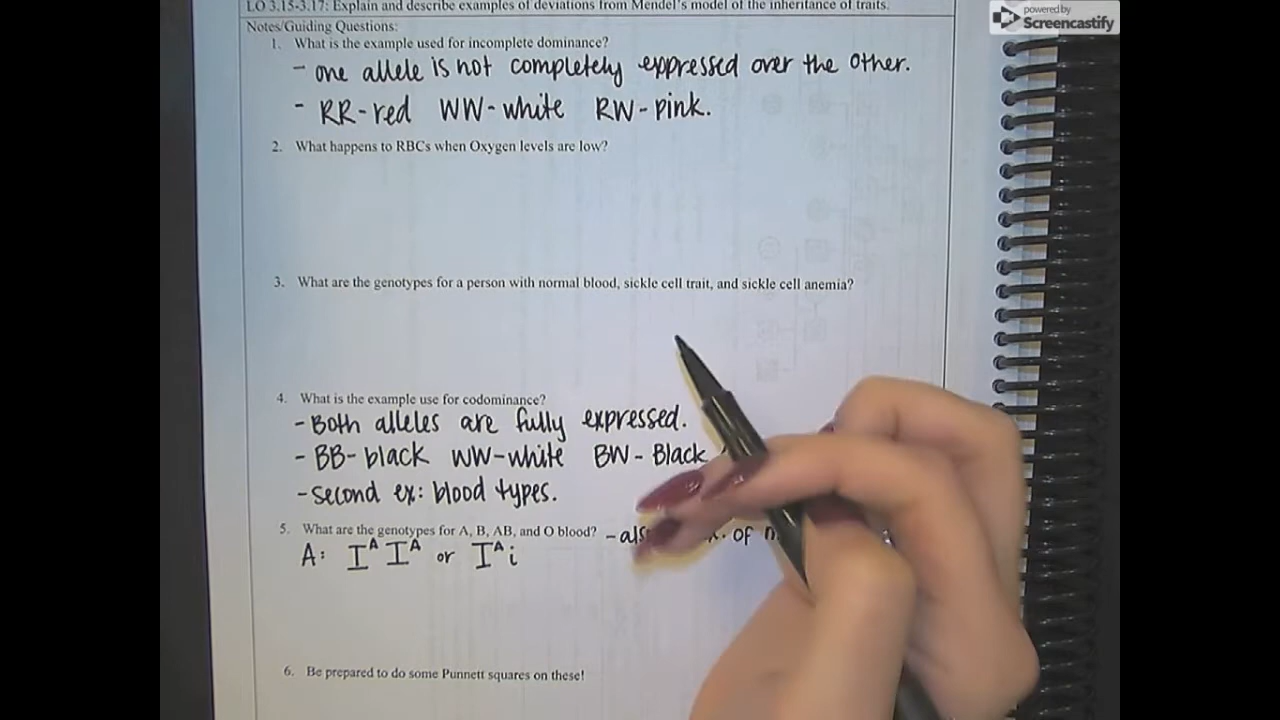 LO 3.15-3.17: Explain and describe examples of deviations from Mendel's model of the inheritance of traits.
powered by
Screencastify
Notes/Guiding Questions:
1. What is the example used for incomplete dominance?
- one allele is not completely expressed over the other.
- RR-red WW-white RW-pink.
2. What happens to RBCs when Oxygen levels are low?
3. What are the genotypes for a person with normal blood, sickle cell trait, and sickle cell anemia?
4. What is the example use for codominance?
- Both alleles are fully expressed.
- BB-black WW-white BW-Black
- second ex: blood types.
5. What are the genotypes for A, B, AB, and O blood? - of
A: Iᴬ Iᴬ or Iᴬ i
6. Be prepared to do some Punnett squares on these!